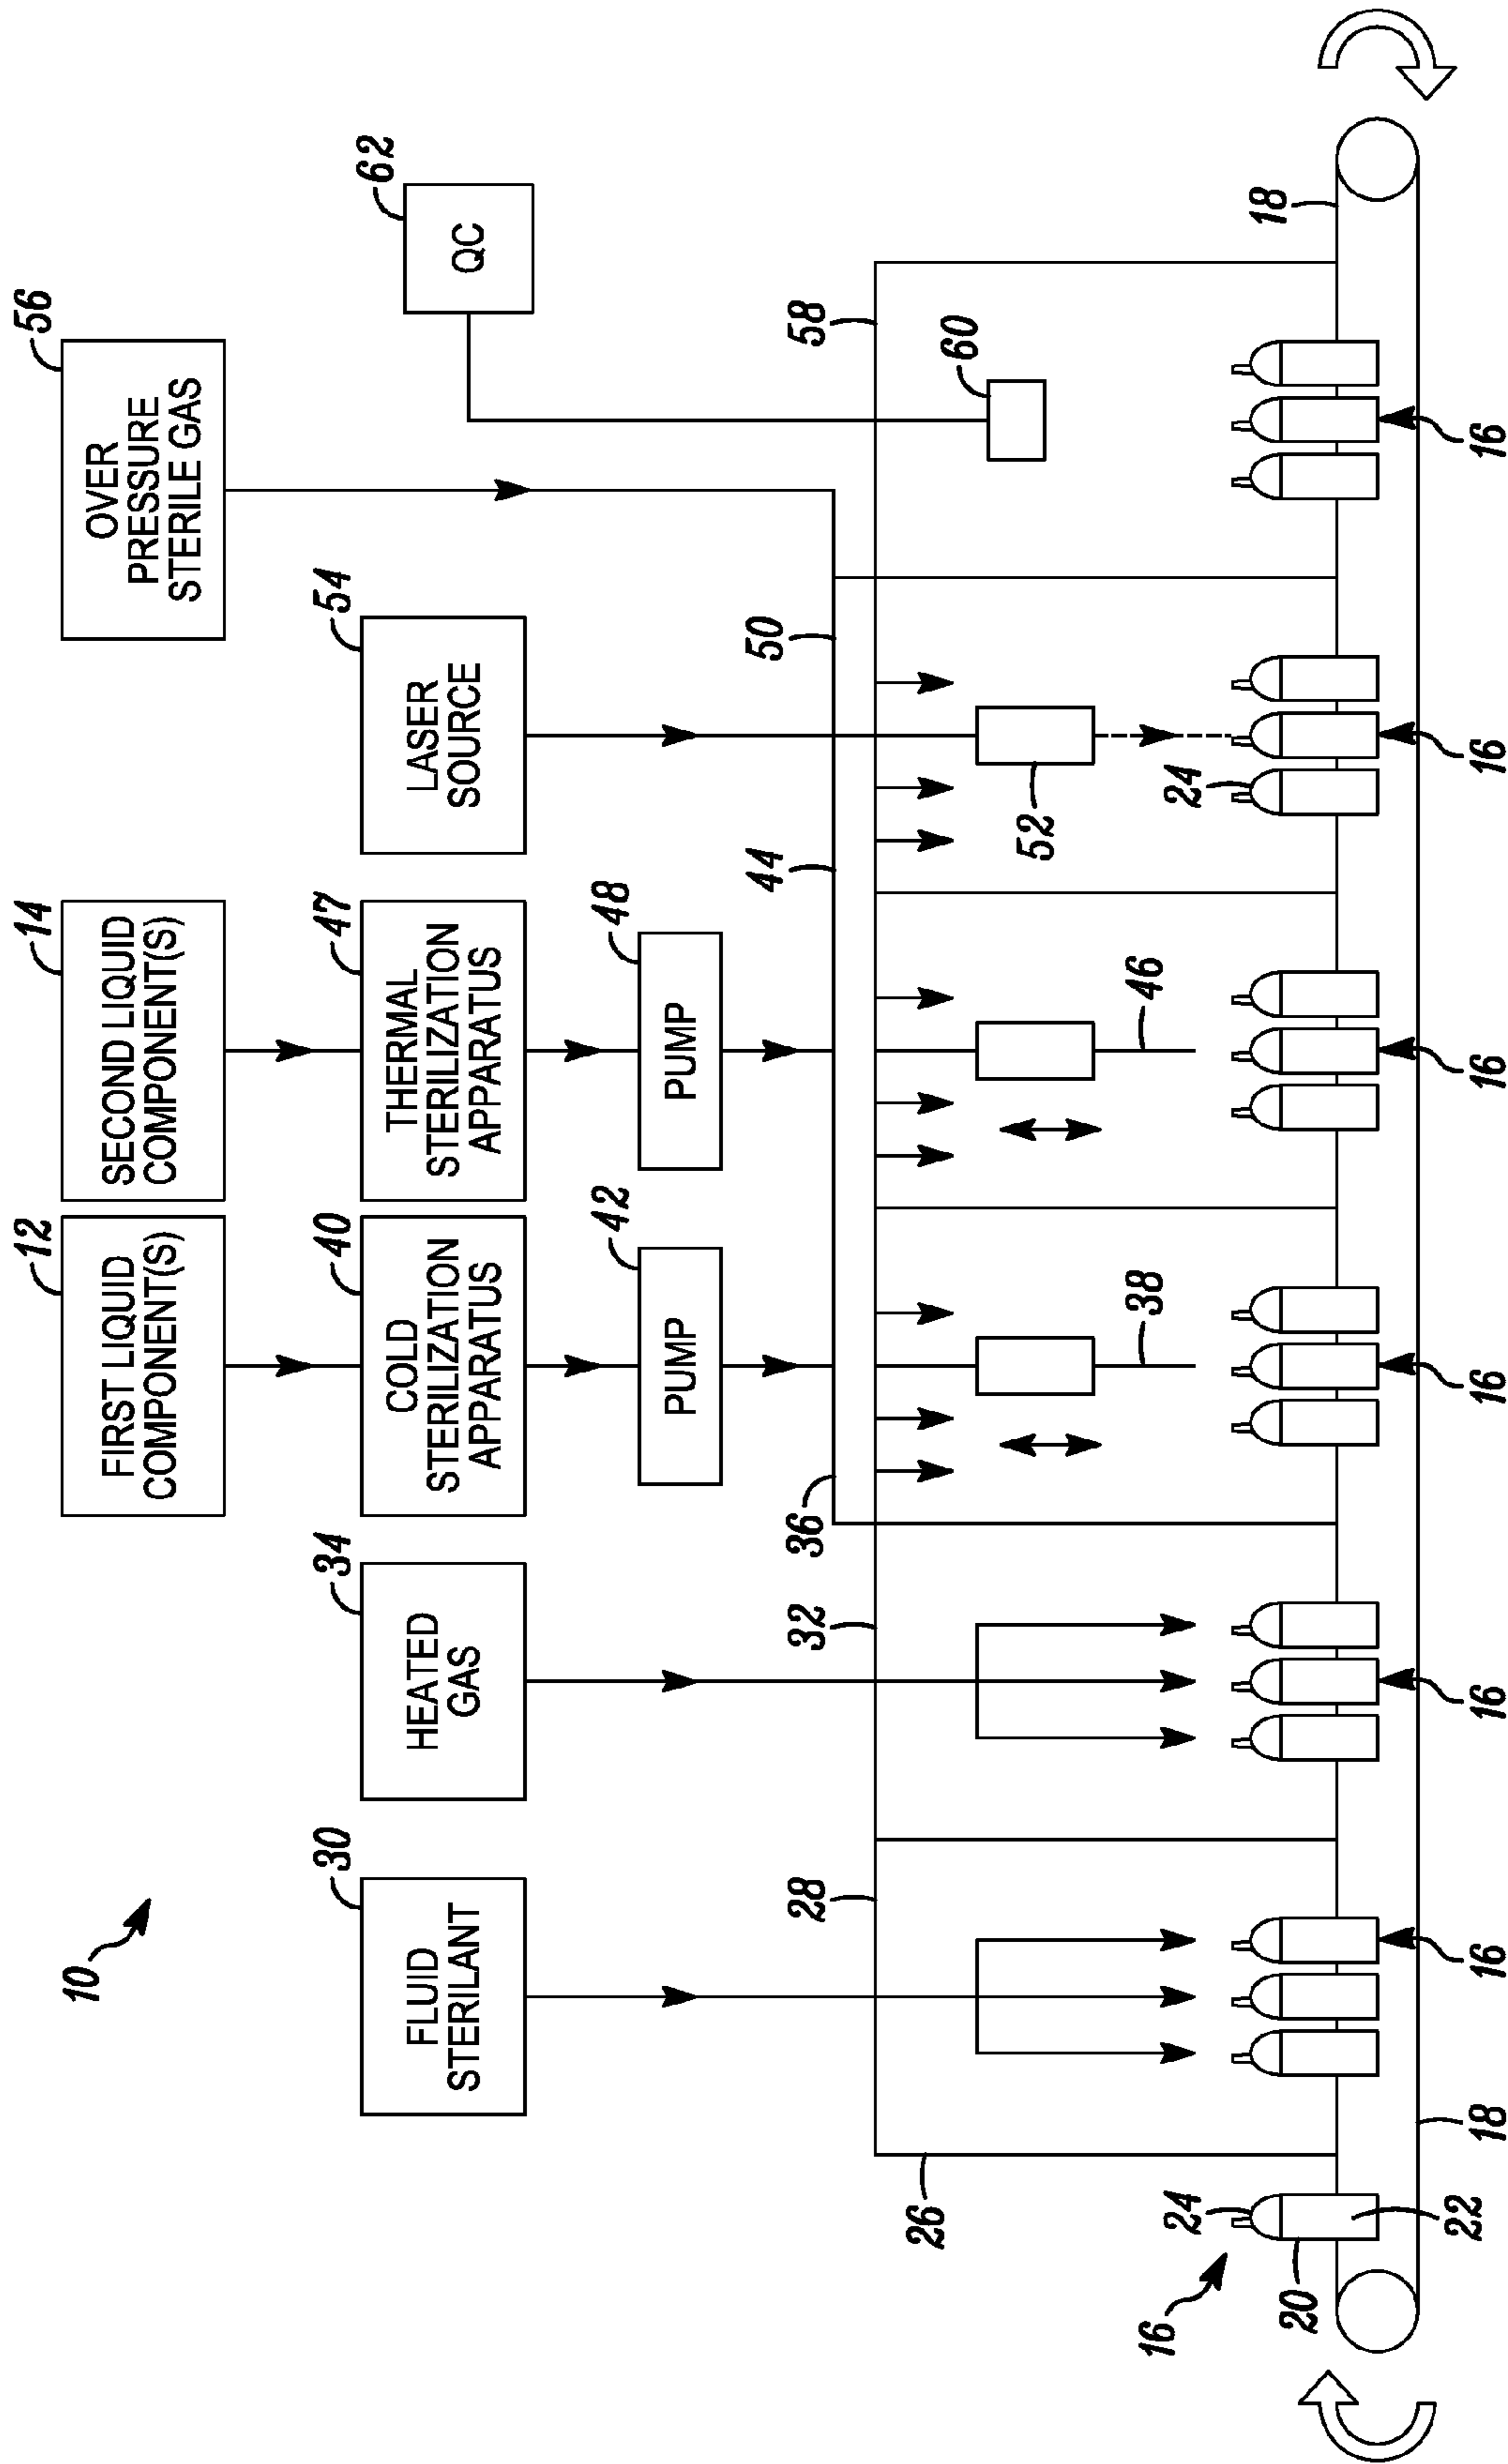 10
12
FIRST LIQUID
COMPONENT(S)
14
SECOND LIQUID
COMPONENT(S)
56
OVER
PRESSURE
STERILE GAS
30
FLUID
STERILANT
34
HEATED
GAS
40
COLD
STERILIZATION
APPARATUS
47
THERMAL
STERILIZATION
APPARATUS
54
LASER
SOURCE
62
QC
42
PUMP
48
PUMP
28
32
36
44
50
58
26
38
46
52
60
16
24
24
20
18
22
18
16
16
16
16
16
16